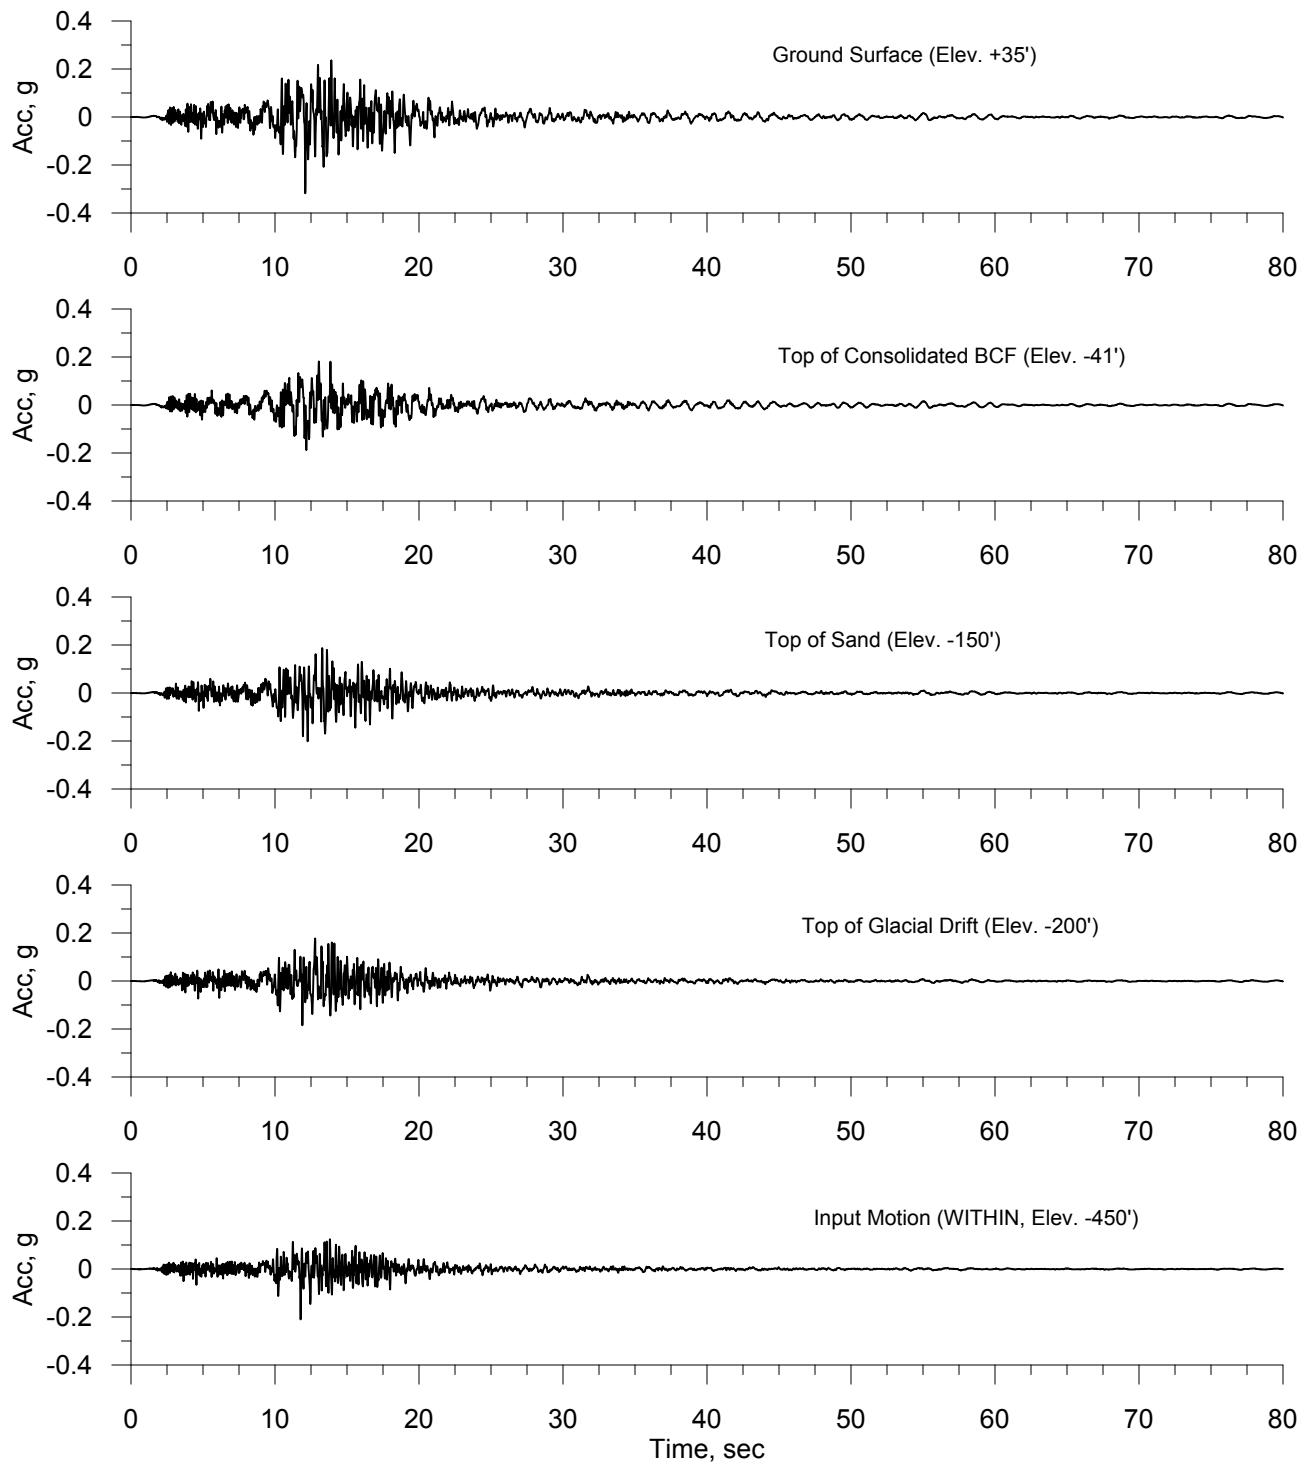 0.4
Ground Surface (Elev. +35')
0.2
0
-0.2
-0.4
Acc, g
0 10 20 30 40 50 60 70 80
0.4
Top of Consolidated BCF (Elev. -41')
0.2
0
-0.2
-0.4
Acc, g
0 10 20 30 40 50 60 70 80
0.4
Top of Sand (Elev. -150')
0.2
0
-0.2
-0.4
Acc, g
0 10 20 30 40 50 60 70 80
0.4
Top of Glacial Drift (Elev. -200')
0.2
0
-0.2
-0.4
Acc, g
0 10 20 30 40 50 60 70 80
0.4
Input Motion (WITHIN, Elev. -450')
0.2
0
-0.2
-0.4
Acc, g
0 10 20 30 40 50 60 70 80
Time, sec